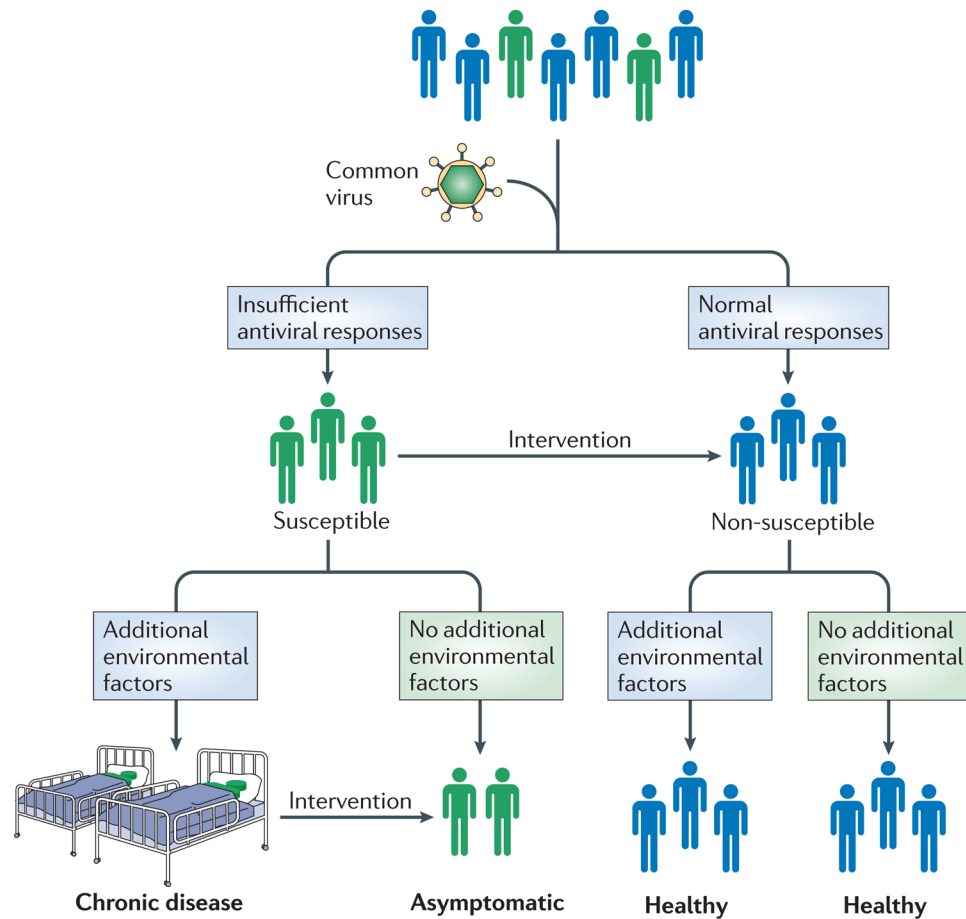 Common
virus
Insufficient
antiviral responses
Normal
antiviral responses
Intervention
Susceptible
Non-susceptible
Additional
environmental
factors
No additional
environmental
factors
Additional
environmental
factors
No additional
environmental
factors
Intervention
Chronic disease
Asymptomatic
Healthy
Healthy